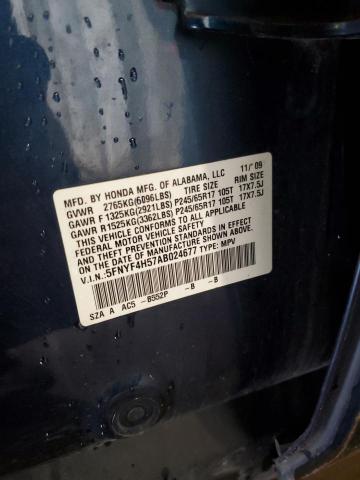 MFD. BY HONDA MFG. OF ALABAMA, LLC 11/'09
GVWR 2765KG(6096LBS) TIRE SIZE RIM SIZE
GAWR F 1325KG(2921LBS) P245/65R17 105T 17X7.5J
GAWR R 1525KG(3362LBS) P245/65R17 105T 17X7.5J
THIS VEHICLE CONFORMS TO ALL APPLICABLE
FEDERAL MOTOR VEHICLE SAFETY
AND THEFT PREVENTION STANDARDS IN EFFECT ON
THE DATE OF MANUFACTURE SHOWN ABOVE.
V.I.N.: 5FNYF4H57AB024677 TYPE: MPV
SZA A AC5 -B552P -B -B